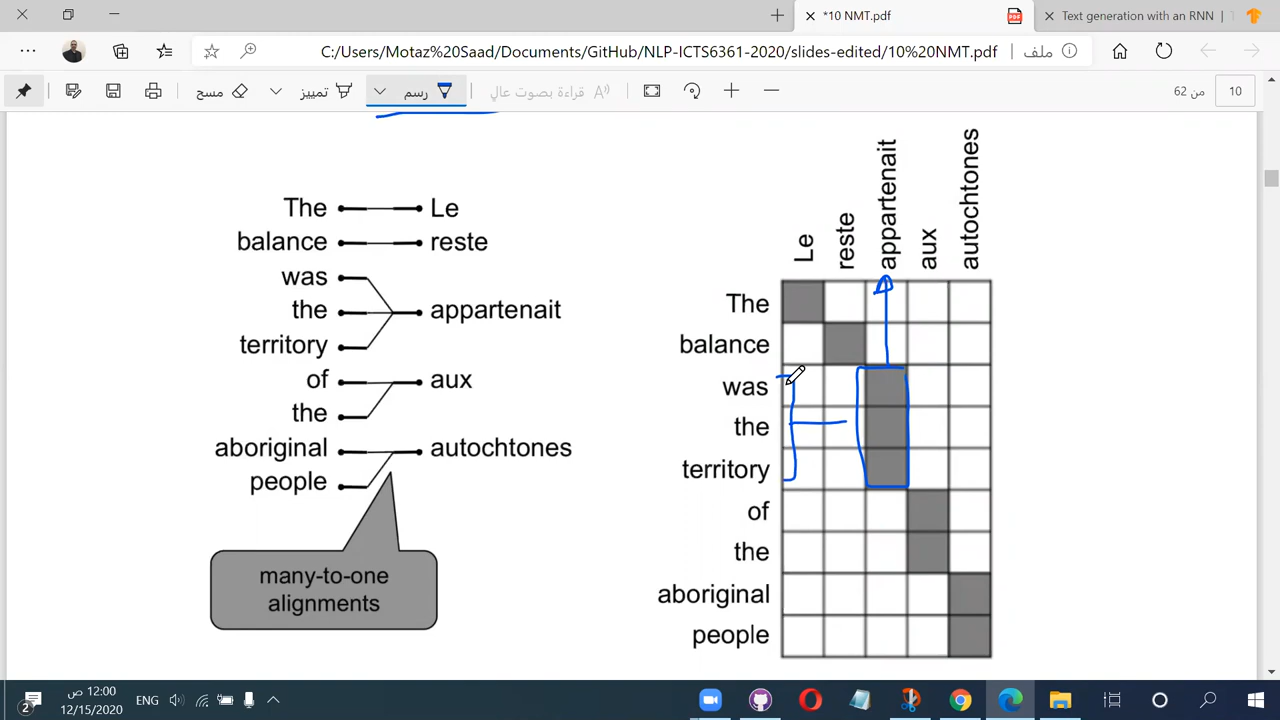 *10 NMT.pdf
Text generation with an RNN
C:/Users/Motaz%20Saad/Documents/GitHub/NLP-ICTS6361-2020/slides-edited/10%20NMT.pdf
ملف
مسح
تمييز
رسم
قراءة بصوت عالٍ
من 62
10
The Le
balance reste
was
the appartenait
territory
of aux
the
aboriginal autochtones
people
many-to-one
alignments
Le
reste
appartenait
aux
autochtones
The
balance
was
the
territory
of
the
aboriginal
people
2
12:00 ص
12/15/2020
ENG